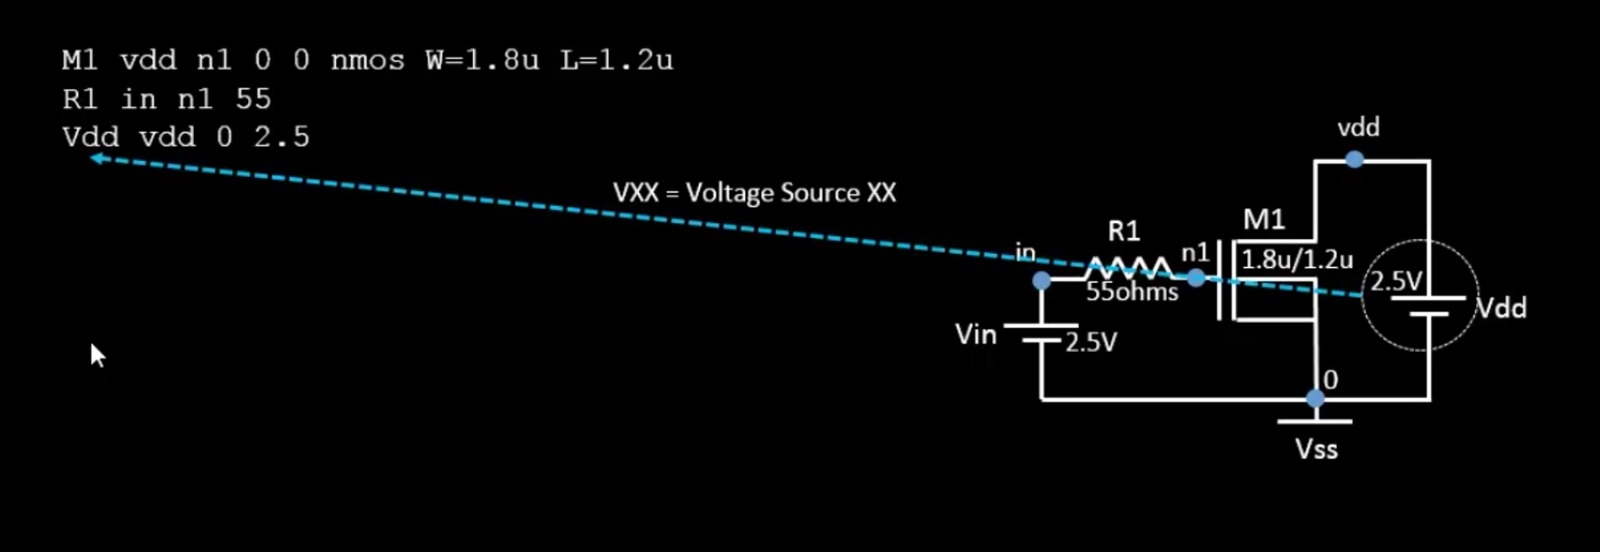 M1 vdd n1 0 0 nmos W=1.8u L=1.2u
R1 in n1 55
Vdd vdd 0 2.5
VXX = Voltage Source XX
vdd
M1
R1
n1
in
1.8u/1.2u
55ohms
2.5V
Vdd
Vin
2.5V
0
Vss